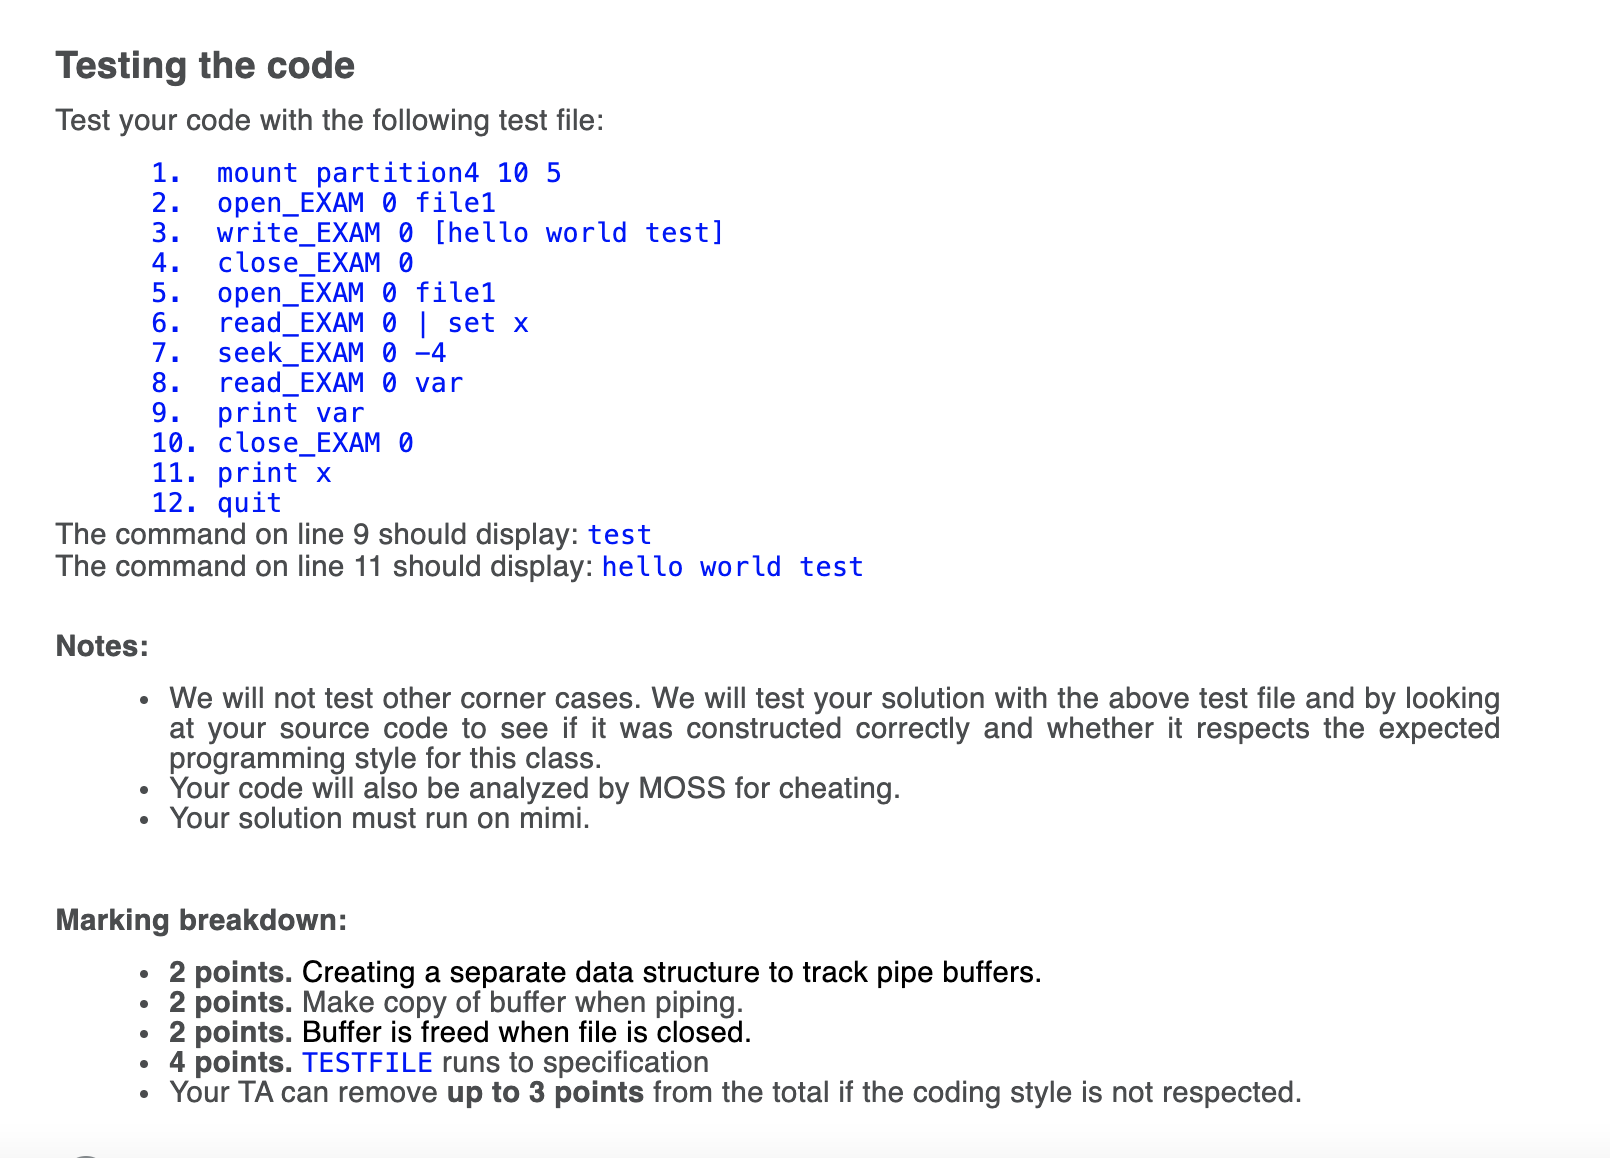 Testing the code
Test your code with the following test file:
1. mount partition4 10 5
2. open_EXAM 0 file1
3. write_EXAM 0 [hello world test]
4. close_EXAM 0
5. open_EXAM 0 file1
6. read_EXAM 0 | set x
7. seek_EXAM 0 −4
8. read_EXAM 0 var
9. print var
10. close_EXAM 0
11. print x
12. quit
The command on line 9 should display: test
The command on line 11 should display: hello world test
Notes:
• We will not test other corner cases. We will test your solution with the above test file and by looking
at your source code to see if it was constructed correctly and whether it respects the expected
programming style for this class.
• Your code will also be analyzed by MOSS for cheating.
• Your solution must run on mimi.
Marking breakdown:
• 2 points. Creating a separate data structure to track pipe buffers.
• 2 points. Make copy of buffer when piping.
• 2 points. Buffer is freed when file is closed.
• 4 points. TESTFILE runs to specification
• Your TA can remove up to 3 points from the total if the coding style is not respected.